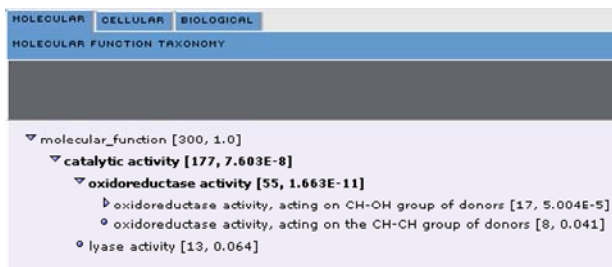 MOLECULAR CELLULAR BIOLOGICAL
MOLECULAR FUNCTION TAXONOMY
molecular_function [300, 1.0]
catalytic activity [177, 7.603E-8]
oxidoreductase activity [55, 1.663E-11]
oxidoreductase activity, acting on CH-OH group of donors [17, 5.004E-5]
oxidoreductase activity, acting on the CH-CH group of donors [8, 0.041]
lyase activity [13, 0.064]